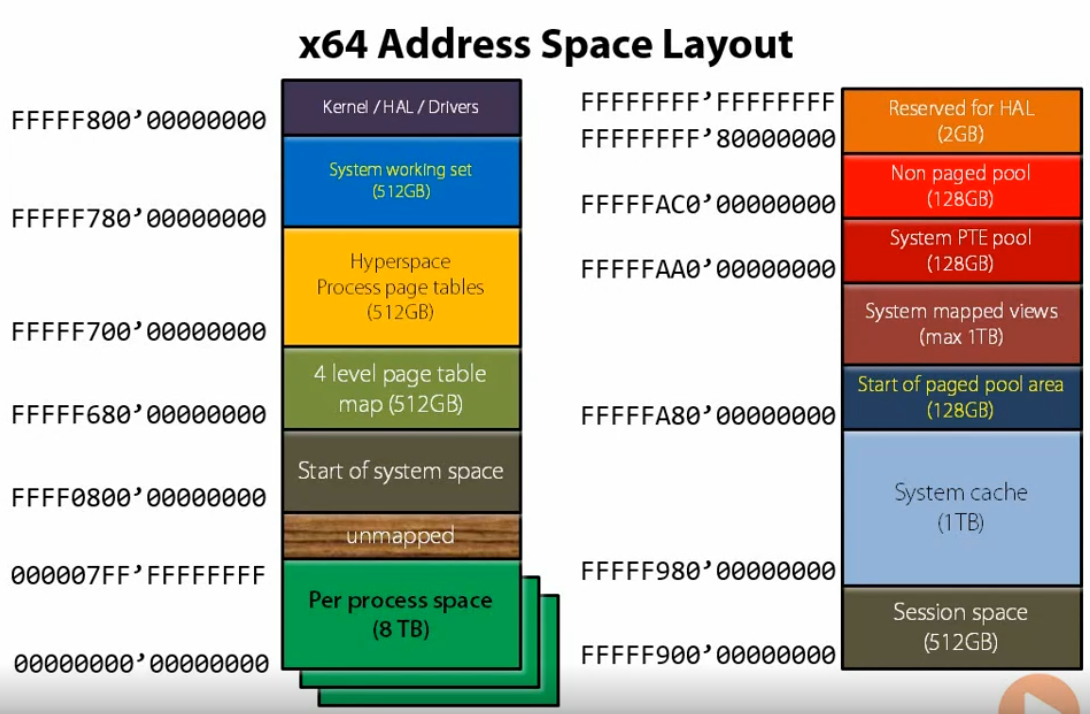 x64 Address Space Layout
Kernel / HAL / Drivers
FFFFF800’00000000
System working set
(512GB)
FFFFF780’00000000
Hyperspace
Process page tables
(512GB)
FFFFF700’00000000
4 level page table
map (512GB)
FFFFF680’00000000
Start of system space
FFFF0800’00000000
unmapped
000007FF’FFFFFFFF
Per process space
(8 TB)
00000000’00000000
FFFFFFFF’FFFFFFFF
Reserved for HAL
(2GB)
FFFFFFFF’80000000
Non paged pool
(128GB)
FFFFFAC0’00000000
System PTE pool
(128GB)
FFFFFAA0’00000000
System mapped views
(max 1TB)
Start of paged pool area
(128GB)
FFFFFA80’00000000
System cache
(1TB)
FFFFF980’00000000
Session space
(512GB)
FFFFF900’00000000